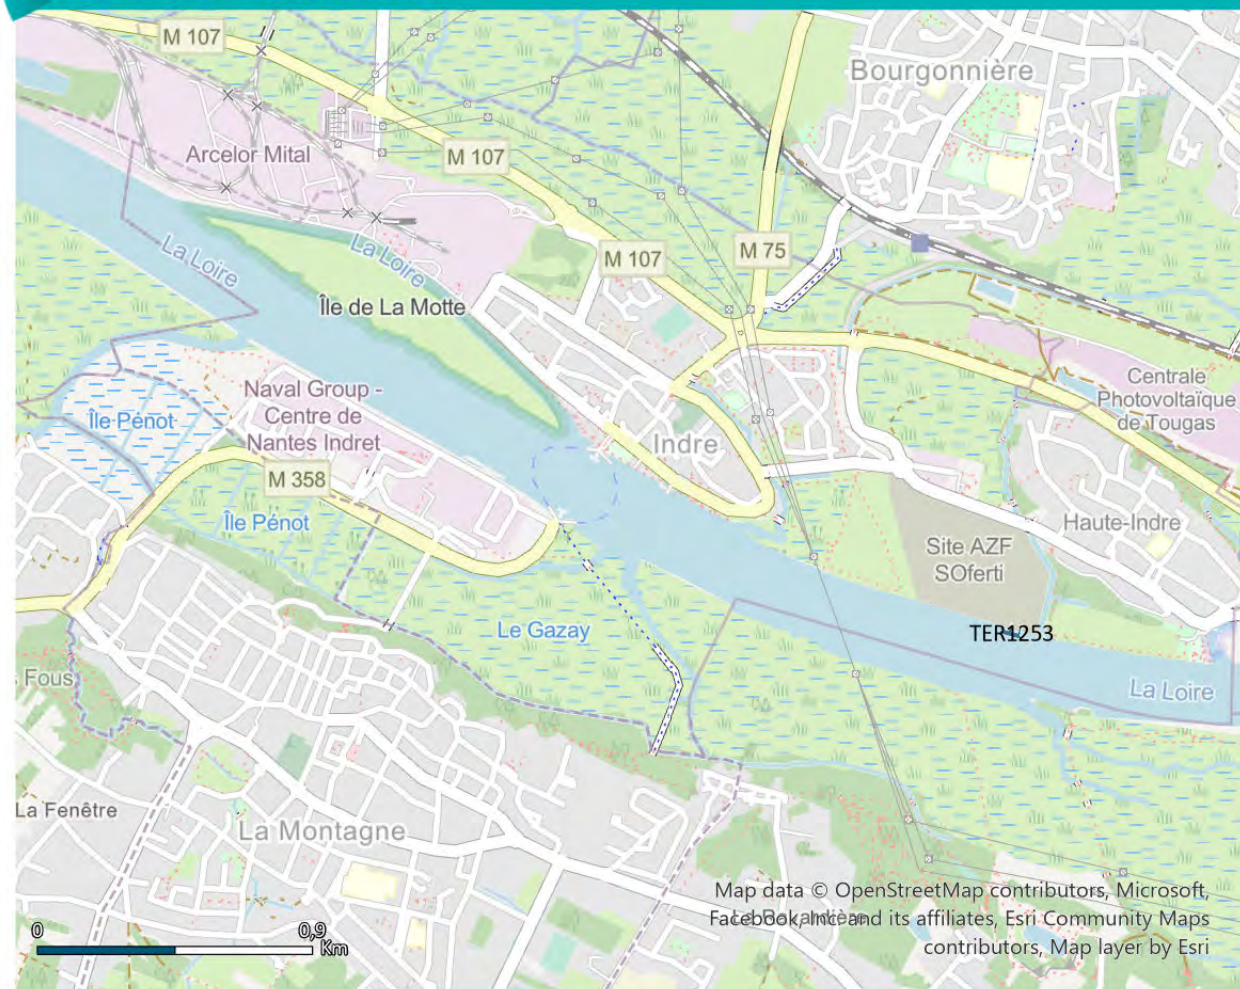 M 107
Bourgonnière
Arcelor Mital
M 107
La Loire
La Loire
M 107
M 75
Île de La Motte
Centrale
Photovoltaïque
de Tougas
Naval Group -
Centre de
Nantes Indret
Île Pénot
Indre
M 358
Île Pénot
Haute-Indre
Site AZF
SOferti
Le Gazay
TER1253
Fous
La Loire
La Fenêtre
La Montagne
Map data © OpenStreetMap contributors, Microsoft,
Facebook, Inc. and its affiliates, Esri Community Maps
contributors, Map layer by Esri
0
0,9
Km